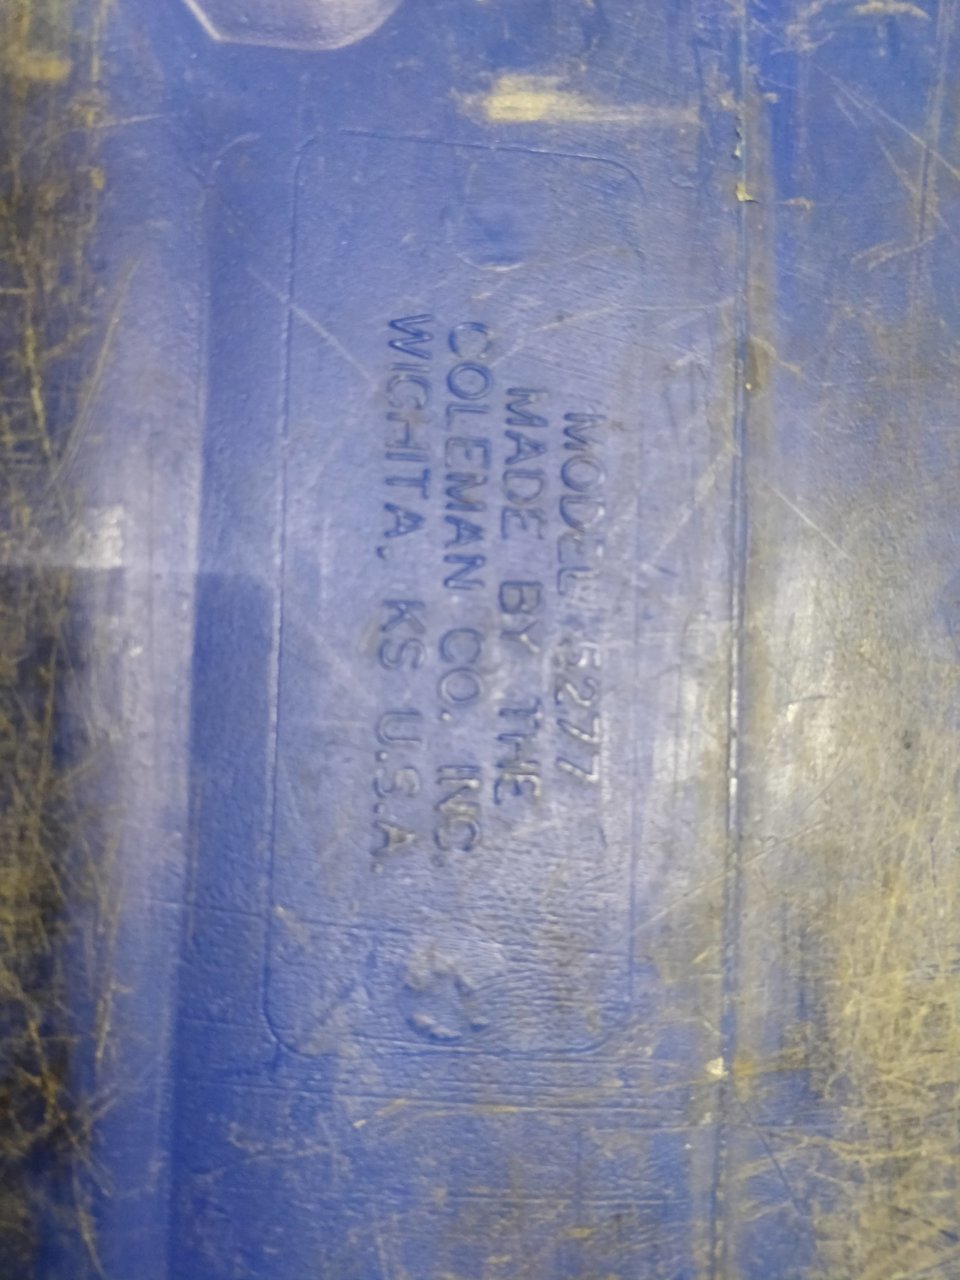 MODEL 5277
MADE BY THE
COLEMAN CO. INC.
WICHITA, KS U.S.A.